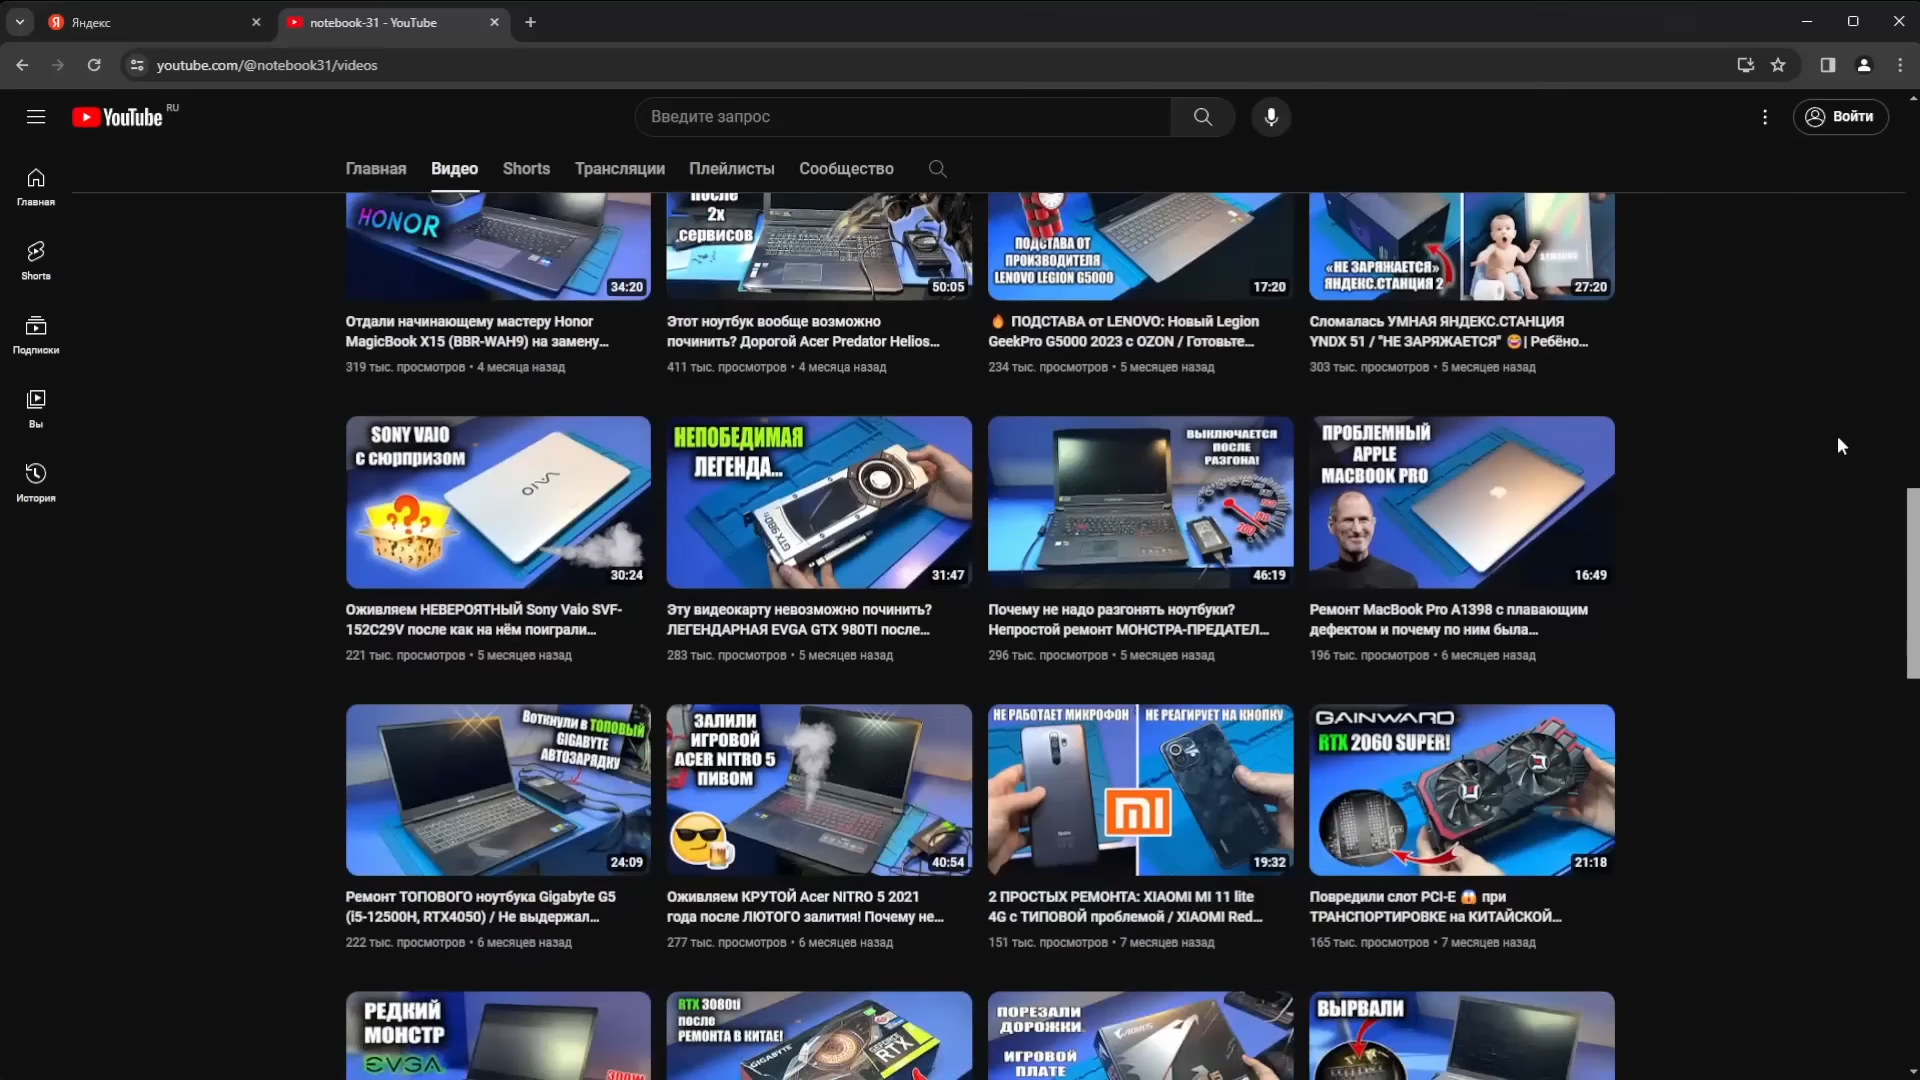 Яндекс
notebook-31 - YouTube
youtube.com/@notebook31/videos
YouTube RU
Введите запрос
Войти
Главная Видео Shorts Трансляции Плейлисты Сообщество
Главная
Shorts
Подписки
Вы
История
HONOR
34:20
после
2х
сервисов
50:05
ПОДСТАВА ОТ
ПРОИЗВОДИТЕЛЯ
LENOVO LEGION G5000
17:20
«НЕ ЗАРЯЖАЕТСЯ»
ЯНДЕКС.СТАНЦИЯ 2
SAMSUNG
27:20
Отдали начинающему мастеру Honor
MagicBook X15 (BBR-WAH9) на замену...
319 тыс. просмотров • 4 месяца назад
Этот ноутбук вообще возможно
починить? Дорогой Acer Predator Helios...
411 тыс. просмотров • 4 месяца назад
🔥 ПОДСТАВА от LENOVO: Новый Legion
GeekPro G5000 2023 с OZON / Готовьте...
234 тыс. просмотров • 5 месяцев назад
Сломалась УМНАЯ ЯНДЕКС.СТАНЦИЯ
YNDX 51 / "НЕ ЗАРЯЖАЕТСЯ" 😂| Ребёно...
303 тыс. просмотров • 5 месяцев назад
SONY VAIO
С СЮРПРИЗОМ
VAIO
30:24
НЕПОБЕДИМАЯ
ЛЕГЕНДА...
GTX 980Ti
31:47
ВЫКЛЮЧАЕТСЯ
ПОСЛЕ
РАЗГОНА!
46:19
ПРОБЛЕМНЫЙ
APPLE
MACBOOK PRO
16:49
Оживляем НЕВЕРОЯТНЫЙ Sony Vaio SVF-
152C29V после как на нём поиграли...
221 тыс. просмотров • 5 месяцев назад
Эту видеокарту невозможно починить?
ЛЕГЕНДАРНАЯ EVGA GTX 980TI после...
283 тыс. просмотров • 5 месяцев назад
Почему не надо разгонять ноутбуки?
Непростой ремонт МОНСТРА-ПРЕДАТЕЛ...
296 тыс. просмотров • 5 месяцев назад
Ремонт MacBook Pro A1398 с плавающим
дефектом и почему по ним была...
196 тыс. просмотров • 6 месяцев назад
Воткнули в ТОПОВЫЙ
GIGABYTE
АВТОЗАРЯДКУ
24:09
ЗАЛИЛИ
ИГРОВОЙ
ACER NITRO 5
ПИВОМ
40:54
НЕ РАБОТАЕТ МИКРОФОН
НЕ РЕАГИРУЕТ НА КНОПКУ
MI
19:32
GAINWARD
RTX 2060 SUPER!
21:18
Ремонт ТОПОВОГО ноутбука Gigabyte G5
(i5-12500H, RTX4050) / Не выдержал...
222 тыс. просмотров • 6 месяцев назад
Оживляем КРУТОЙ Acer NITRO 5 2021
года после ЛЮТОГО залития! Почему не...
277 тыс. просмотров • 6 месяцев назад
2 ПРОСТЫХ РЕМОНТА: XIAOMI MI 11 lite
4G с ТИПОВОЙ проблемой / XIAOMI Red...
151 тыс. просмотров • 7 месяцев назад
Повредили слот PCI-E 😱 при
ТРАНСПОРТИРОВКЕ на КИТАЙСКОЙ...
165 тыс. просмотров • 7 месяцев назад
РЕДКИЙ
МОНСТР
EVGA
RTX 3080ti
после
РЕМОНТА В КИТАЕ!
GIGABYTE
GEFORCE
RTX
ПОРЕЗАЛИ
ДОРОЖКИ
ИГРОВОЙ
ПЛАТЕ
AORUS
ВЫРВАЛИ